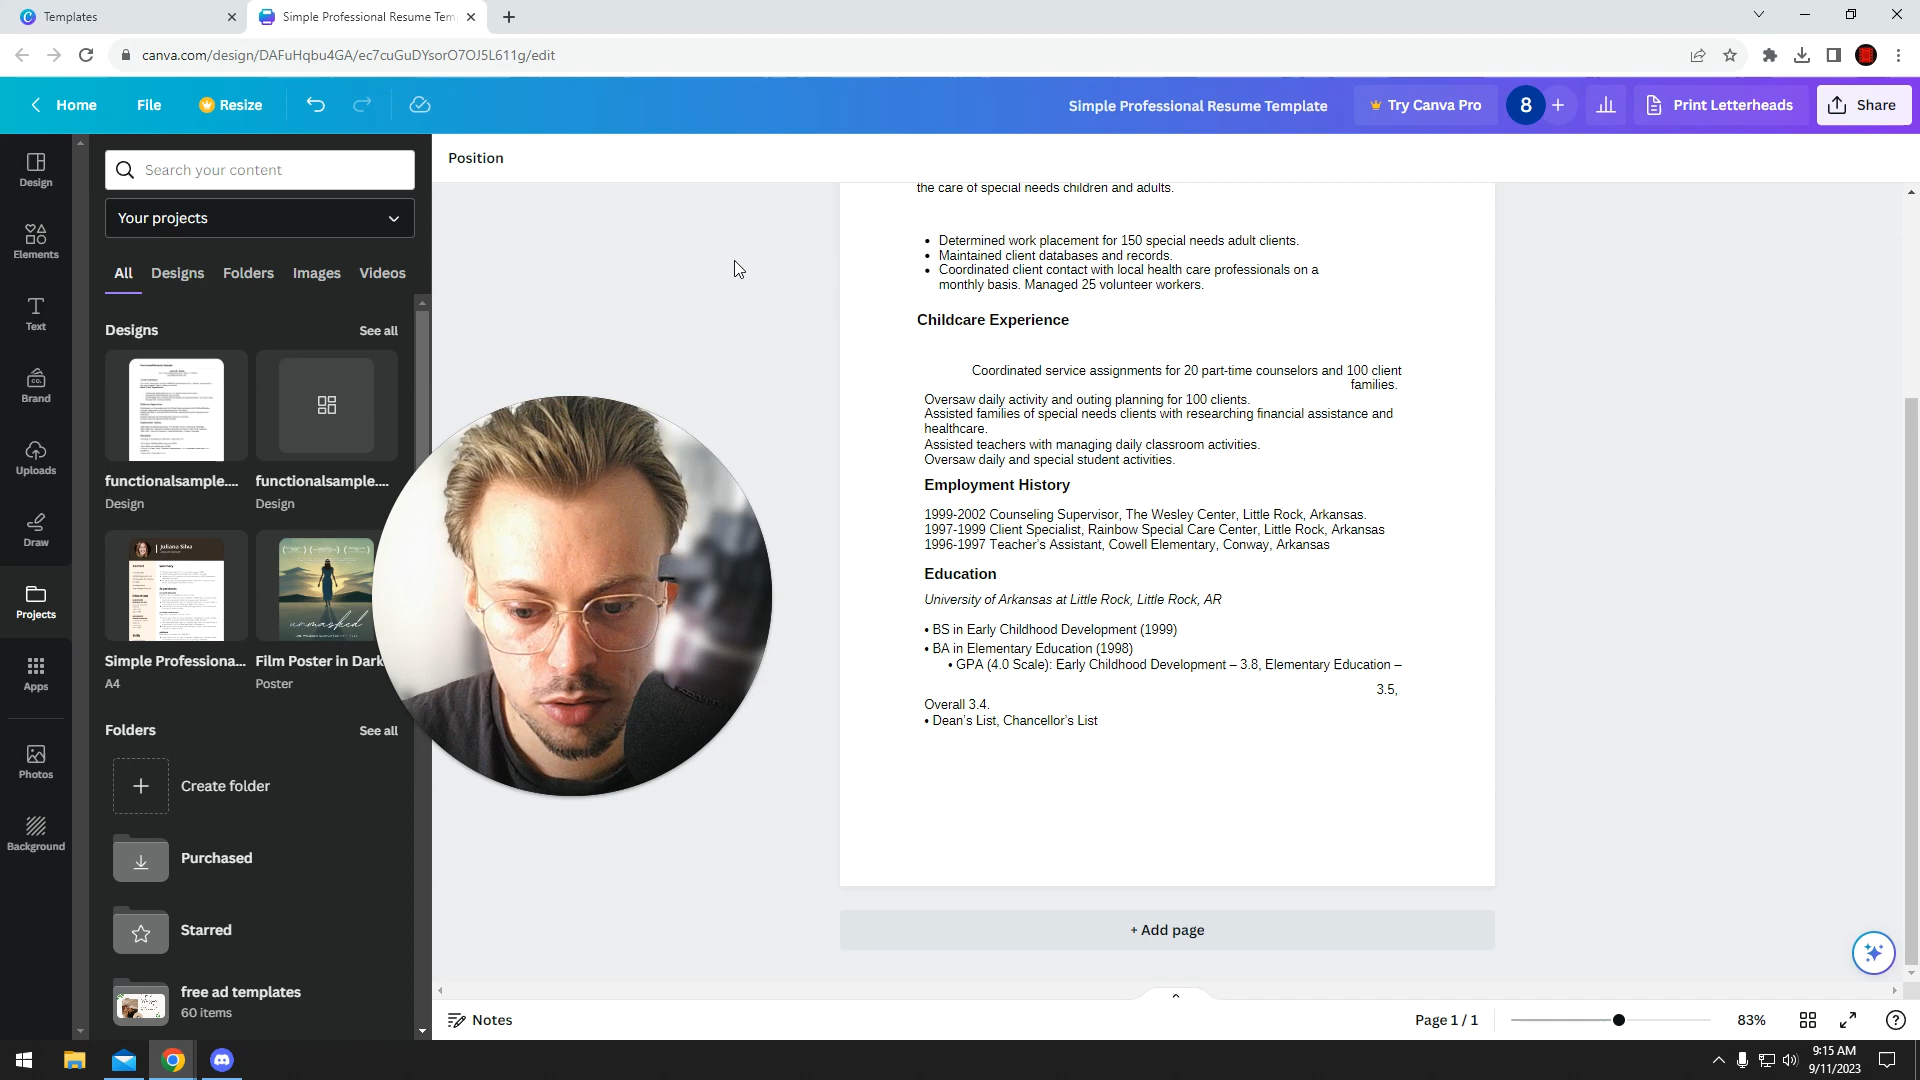 Templates
Simple Professional Resume Tem
canva.com/design/DAFuHqbu4GA/ec7cuGuDYsorO7OJ5L611g/edit
Home
File
Resize
Simple Professional Resume Template
Try Canva Pro
8
Print Letterheads
Share
Design
Elements
Text
Brand
Uploads
Draw
Projects
Apps
Photos
Background
Search your content
Your projects
All Designs Folders Images Videos
Designs
See all
functionalsample....
Design
functionalsample....
Design
Juliana Silva
Simple Professiona...
A4
unmasked
Film Poster in Dark
Poster
Folders
See all
Create folder
Purchased
Starred
free ad templates
60 items
Position
the care of special needs children and adults.
• Determined work placement for 150 special needs adult clients.
• Maintained client databases and records.
• Coordinated client contact with local health care professionals on a
monthly basis. Managed 25 volunteer workers.
Childcare Experience
Coordinated service assignments for 20 part-time counselors and 100 client
families.
Oversaw daily activity and outing planning for 100 clients.
Assisted families of special needs clients with researching financial assistance and
healthcare.
Assisted teachers with managing daily classroom activities.
Oversaw daily and special student activities.
Employment History
1999-2002 Counseling Supervisor, The Wesley Center, Little Rock, Arkansas.
1997-1999 Client Specialist, Rainbow Special Care Center, Little Rock, Arkansas
1996-1997 Teacher's Assistant, Cowell Elementary, Conway, Arkansas
Education
University of Arkansas at Little Rock, Little Rock, AR
• BS in Early Childhood Development (1999)
• BA in Elementary Education (1998)
• GPA (4.0 Scale): Early Childhood Development – 3.8, Elementary Education –
3.5,
Overall 3.4.
• Dean's List, Chancellor's List
+ Add page
Notes
Page 1 / 1
83%
9:15 AM
9/11/2023